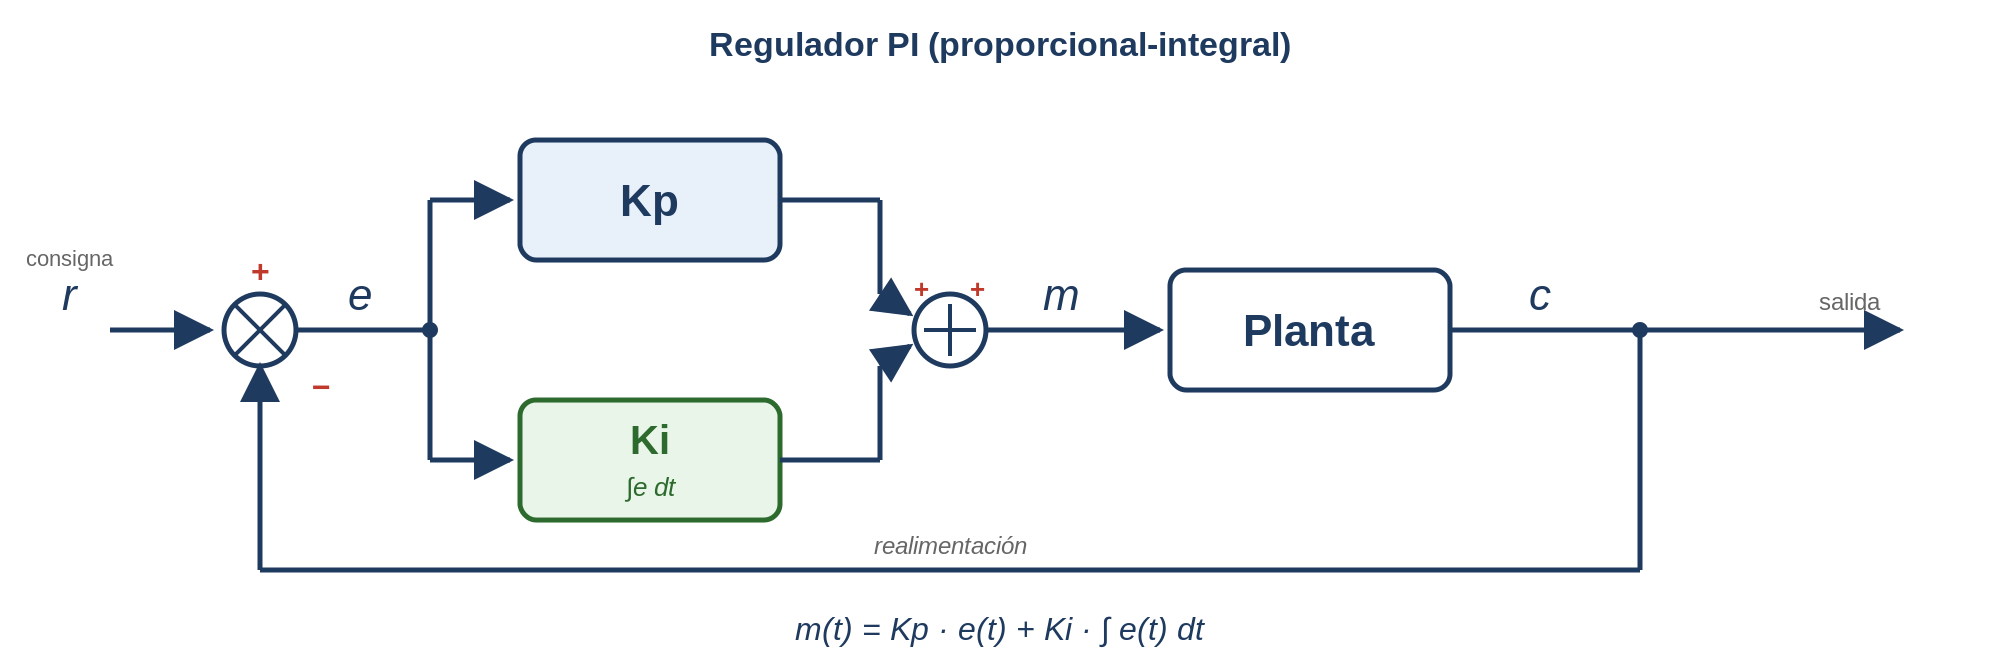 Regulador PI (proporcional-integral)
Kp
consigna
r
+
e
+ +
m
Planta
c
salida
−
Ki
∫e dt
realimentación
m(t) = Kp · e(t) + Ki · ∫ e(t) dt